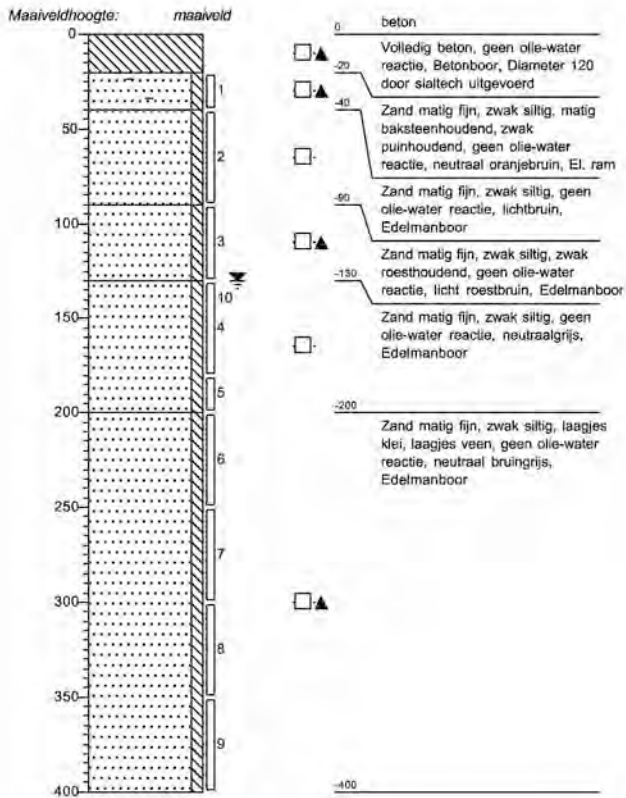 Maaiveldhoogte: maaiveld
0
50
100
150
200
250
300
350
400
1
2
3
10
4
5
6
7
8
9
0 beton
Volledig beton, geen olie-water
reactie, Betonboor, Diameter 120
door sialtech uitgevoerd
-20
Zand matig fijn, zwak siltig, matig
baksteenhoudend, zwak
puinhoudend, geen olie-water
reactie, neutraal oranjebruin, El. ram
-40
Zand matig fijn, zwak siltig, geen
olie-water reactie, lichtbruin,
Edelmanboor
-90
Zand matig fijn, zwak siltig, zwak
roesthoudend, geen olie-water
reactie, licht roestbruin, Edelmanboor
-130
Zand matig fijn, zwak siltig, geen
olie-water reactie, neutraalgrijs,
Edelmanboor
-200
Zand matig fijn, zwak siltig, laagjes
klei, laagjes veen, geen olie-water
reactie, neutraal bruingrijs,
Edelmanboor
-400